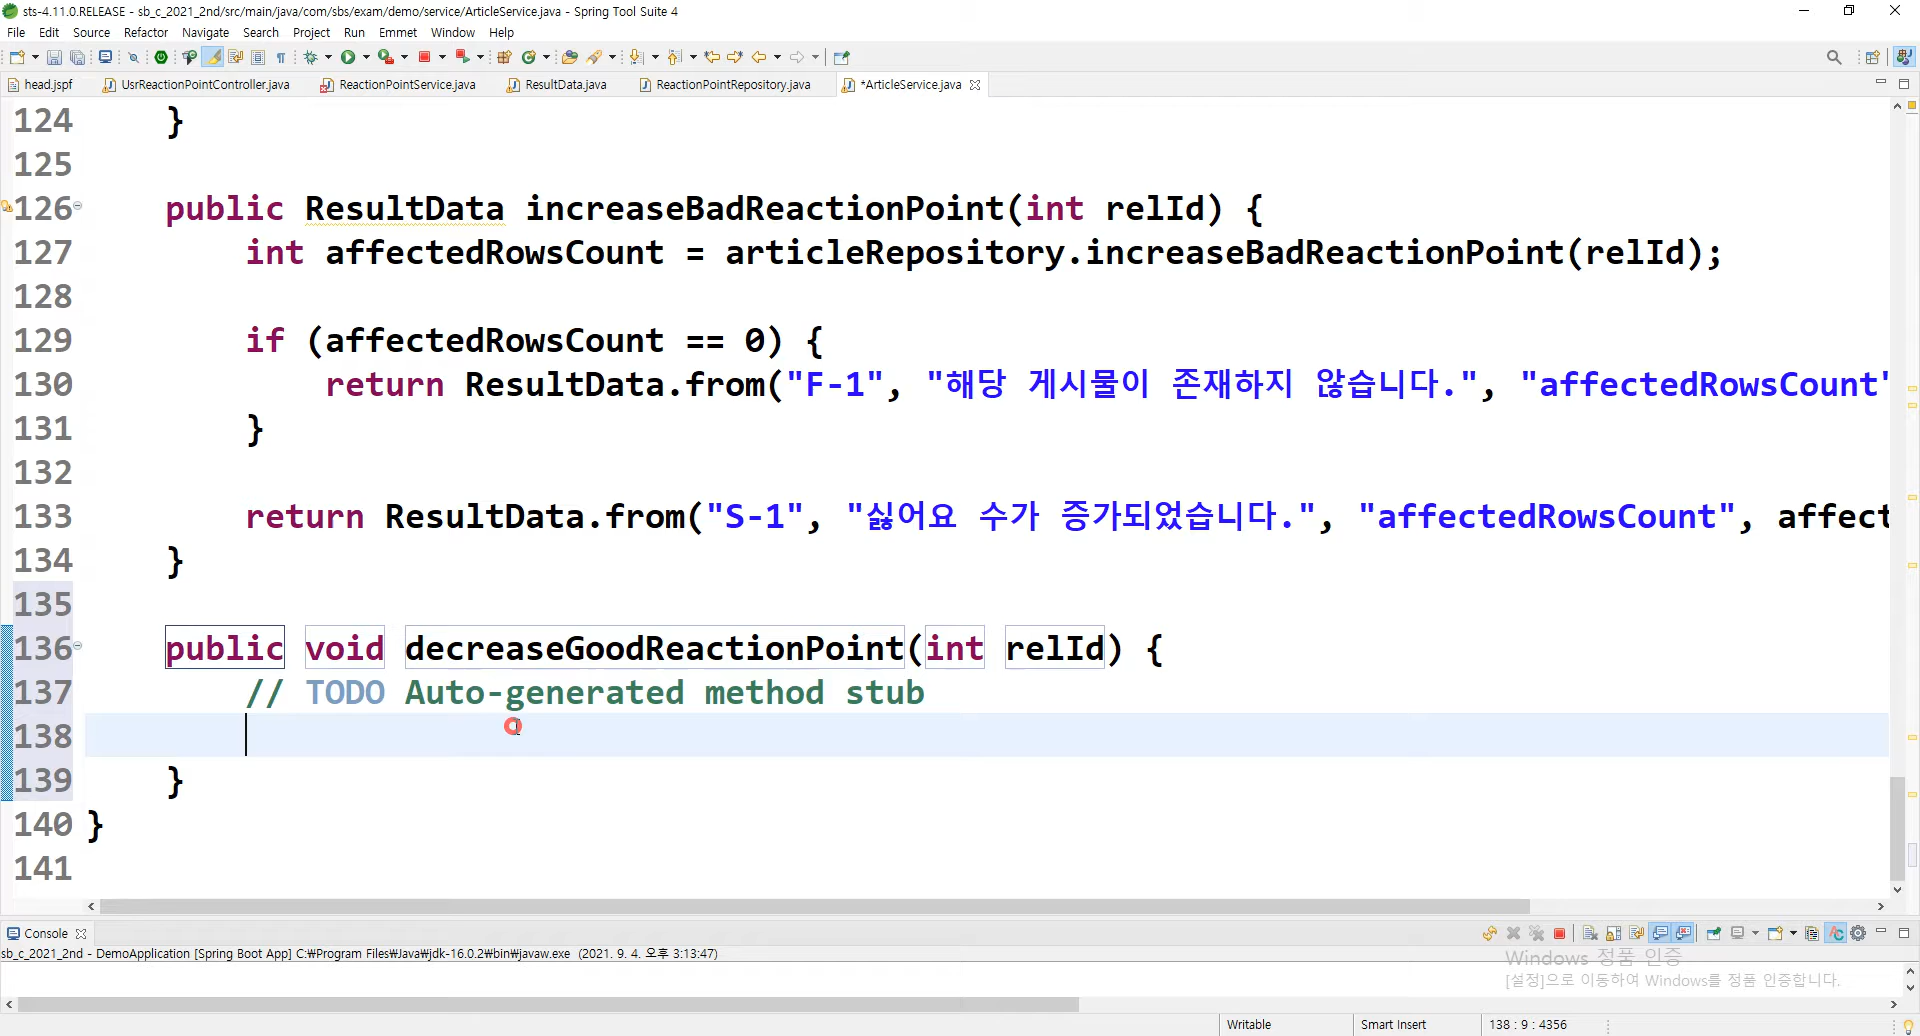 sts-4.11.0.RELEASE - sb_c_2021_2nd/src/main/java/com/sbs/exam/demo/service/ArticleService.java - Spring Tool Suite 4
File Edit Source Refactor Navigate Search Project Run Emmet Window Help
head.jspf UsrReactionPointController.java ReactionPointService.java ResultData.java ReactionPointRepository.java *ArticleService.java
124 }
125
126 public ResultData increaseBadReactionPoint(int relId) {
127 int affectedRowsCount = articleRepository.increaseBadReactionPoint(relId);
128
129 if (affectedRowsCount == 0) {
130 return ResultData.from("F-1", "해당 게시물이 존재하지 않습니다.", "affectedRowsCount"
131 }
132
133 return ResultData.from("S-1", "싫어요 수가 증가되었습니다.", "affectedRowsCount", affect
134 }
135
136 public void decreaseGoodReactionPoint(int relId) {
137 // TODO Auto-generated method stub
138
139 }
140 }
141
Console
sb_c_2021_2nd - DemoApplication [Spring Boot App] C:₩Program Files₩Java₩jdk-16.0.2₩bin₩javaw.exe (2021. 9. 4. 오후 3:13:47)
Windows 정품 인증
[설정]으로 이동하여 Windows를 정품 인증합니다.
Writable Smart Insert 138 : 9 : 4356